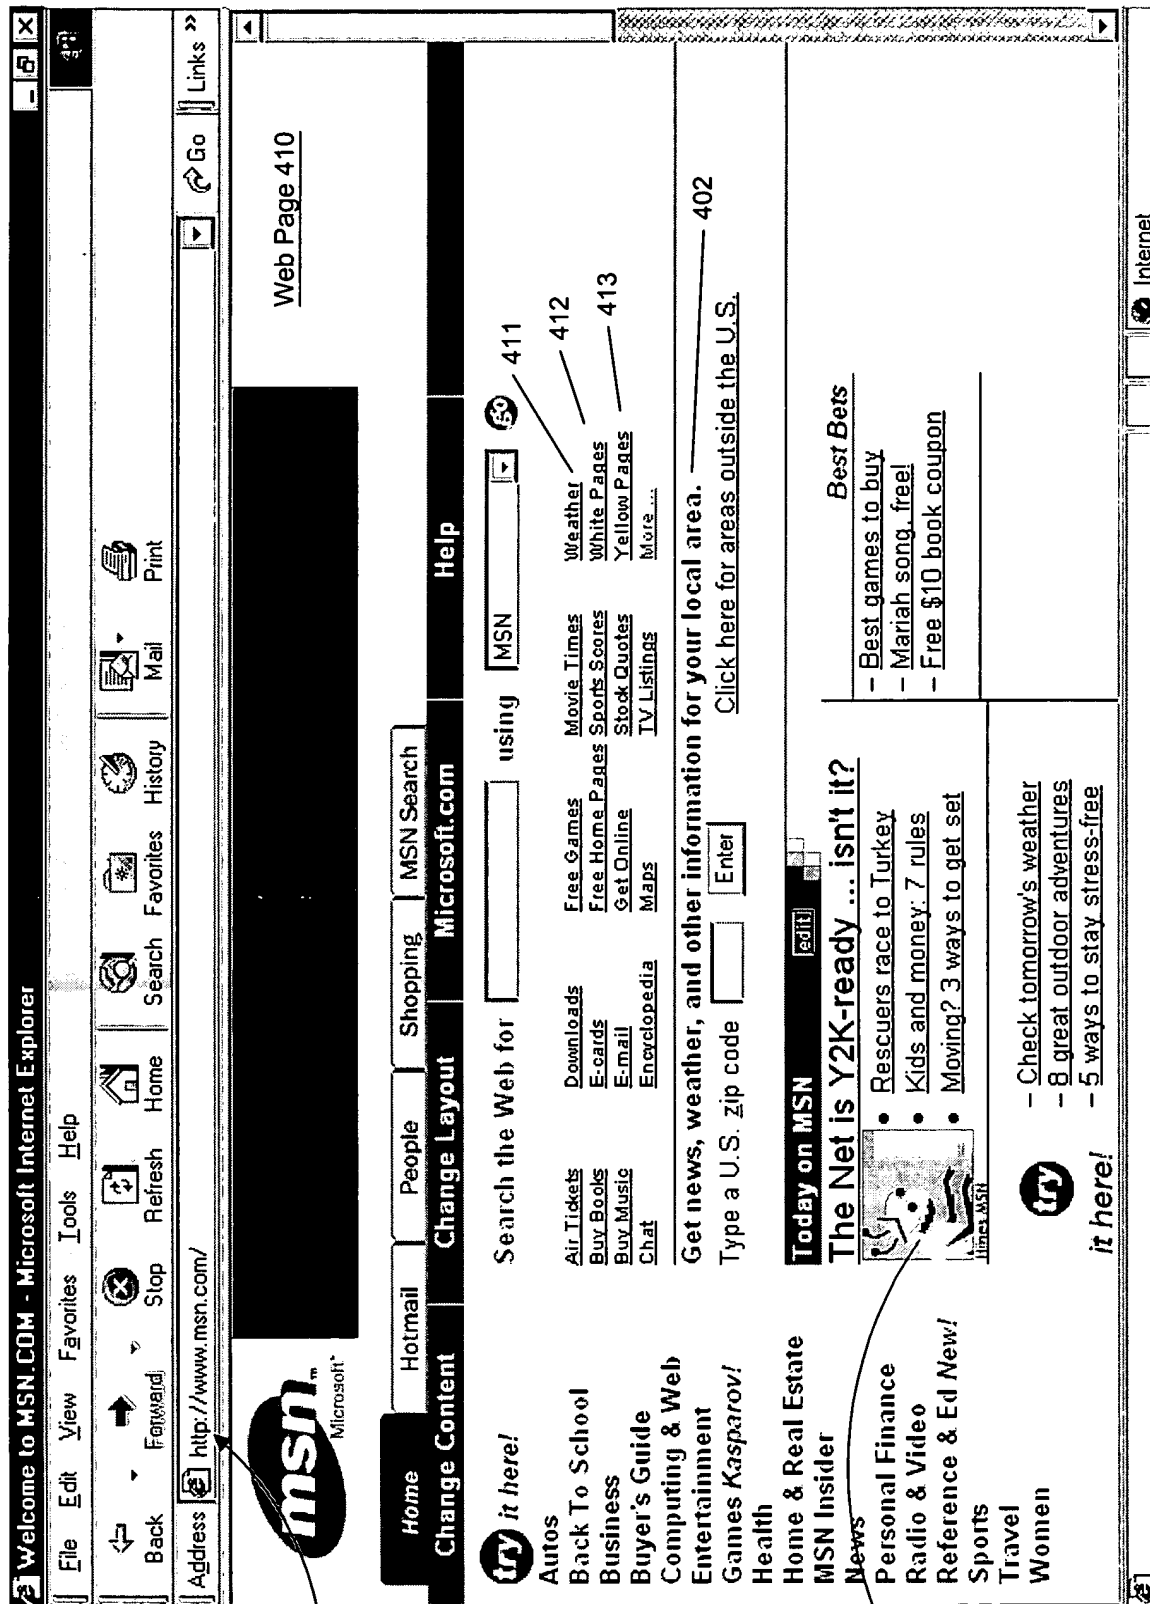 Welcome to MSN.COM - Microsoft Internet Explorer
File Edit View Favorites Tools Help
Back Forward Stop Refresh Home Search Favorites History Mail Print
Address http://www.msn.com/ Go Links »
msn™
Microsoft
Web Page 410
Home Hotmail People Shopping MSN Search
Change Content Change Layout Microsoft.com Help
try it here!
Autos
Back To School
Business
Buyer's Guide
Computing & Web
Entertainment
Games Kasparov!
Health
Home & Real Estate
MSN Insider
News
Personal Finance
Radio & Video
Reference & Ed New!
Sports
Travel
Women
Search the Web for using MSN go
Air Tickets Downloads Free Games Movie Times Weather 411
Buy Books E-cards Free Home Pages Sports Scores White Pages 412
Buy Music E-mail Get Online Stock Quotes Yellow Pages 413
Chat Encyclopedia Maps TV Listings More ...
Get news, weather, and other information for your local area. 402
Type a U.S. zip code Enter Click here for areas outside the U.S.
Today on MSN edit
The Net is Y2K-ready ... isn't it?
• Rescuers race to Turkey
• Kids and money: 7 rules
• Moving? 3 ways to get set
MSN
Best Bets
– Best games to buy
– Mariah song, free!
– Free $10 book coupon
try it here!
– Check tomorrow's weather
– 8 great outdoor adventures
– 5 ways to stay stress-free
Internet